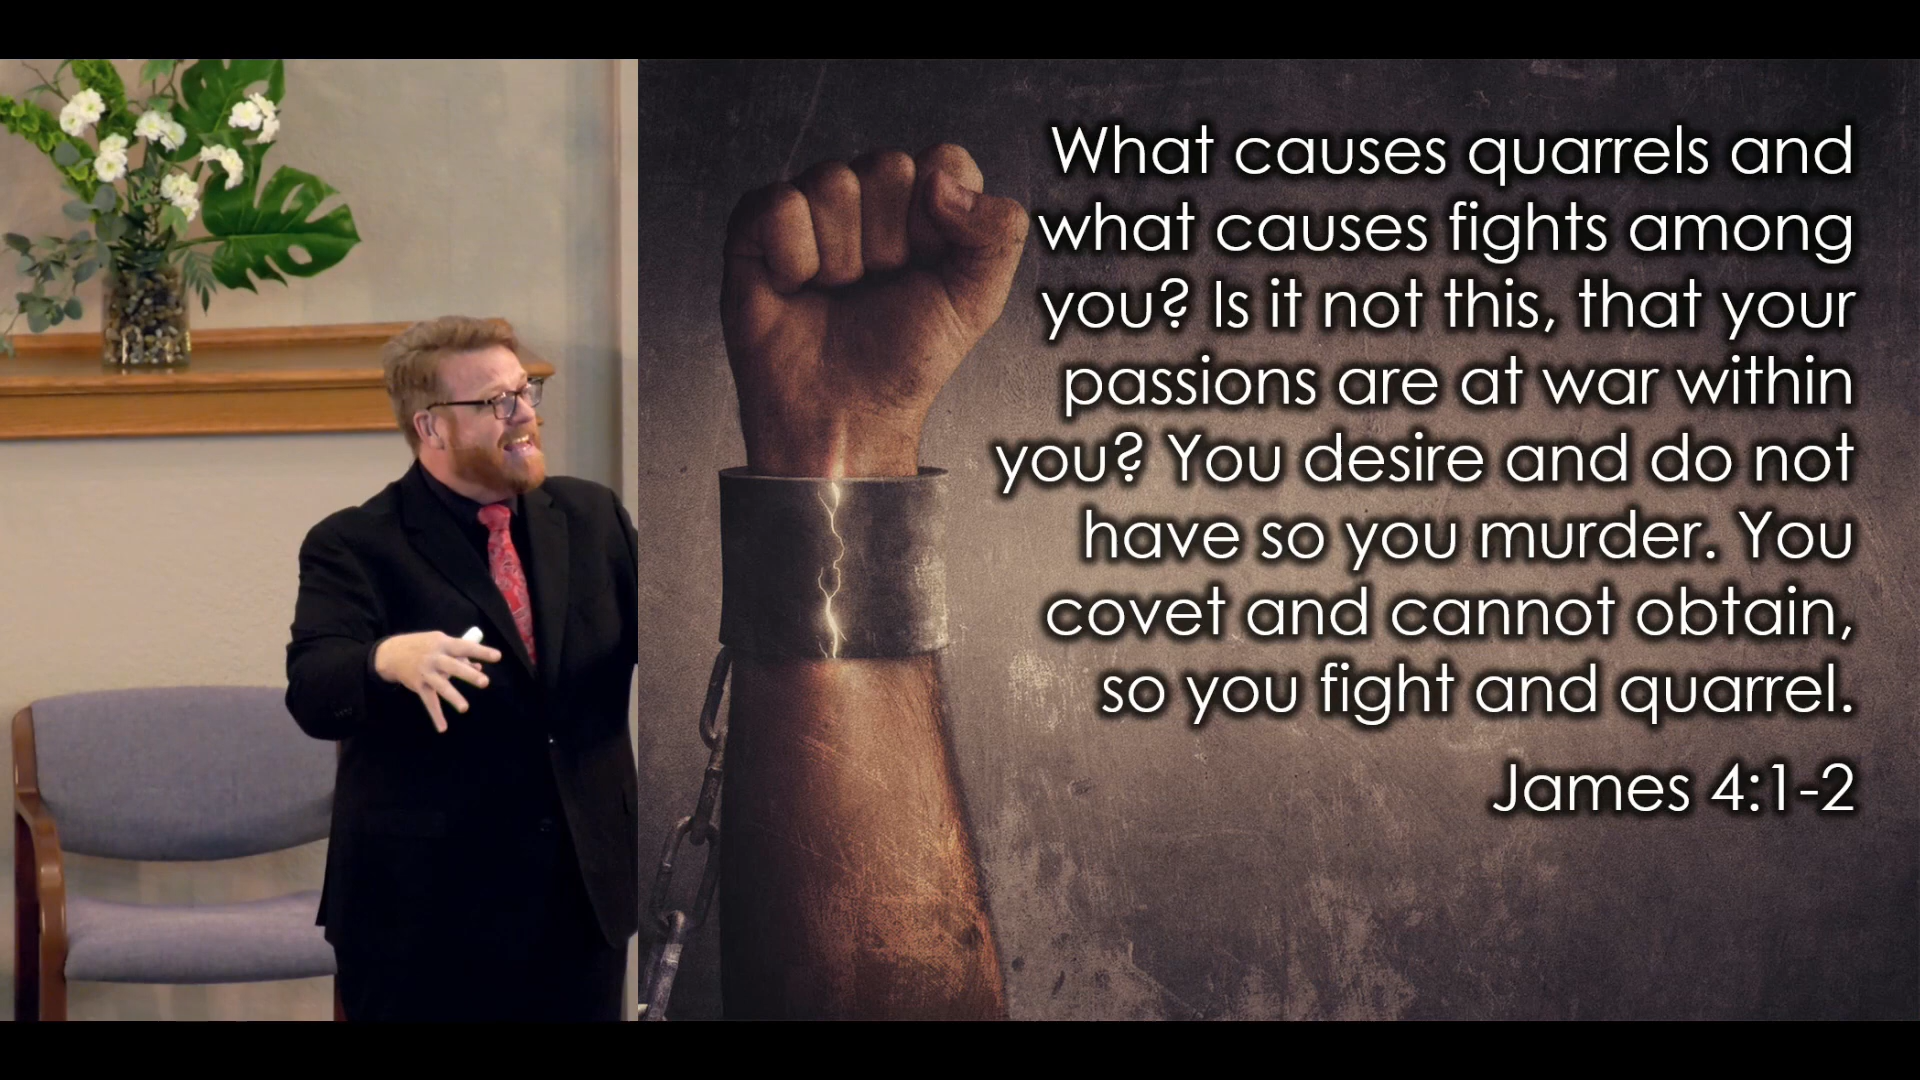 What causes quarrels and
what causes fights among
you? Is it not this, that your
passions are at war within
you? You desire and do not
have so you murder. You
covet and cannot obtain,
so you fight and quarrel.
James 4:1-2